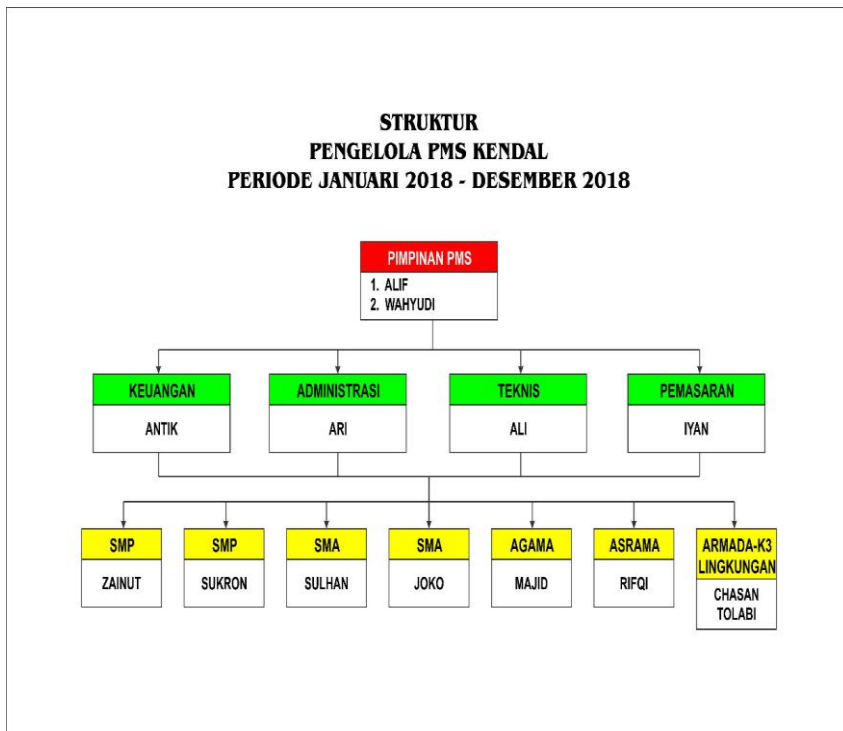 STRUKTUR
PENGELOLA PMS KENDAL
PERIODE JANUARI 2018 - DESEMBER 2018
PIMPINAN PMS
1. ALIF
2. WAHYUDI
KEUANGAN
ANTIK
ADMINISTRASI
ARI
TEKNIS
ALI
PEMASARAN
IYAN
SMP
ZAINUT
SMP
SUKRON
SMA
SULHAN
SMA
JOKO
AGAMA
MAJID
ASRAMA
RIFQI
ARMADA-K3
LINGKUNGAN
CHASAN
TOLABI